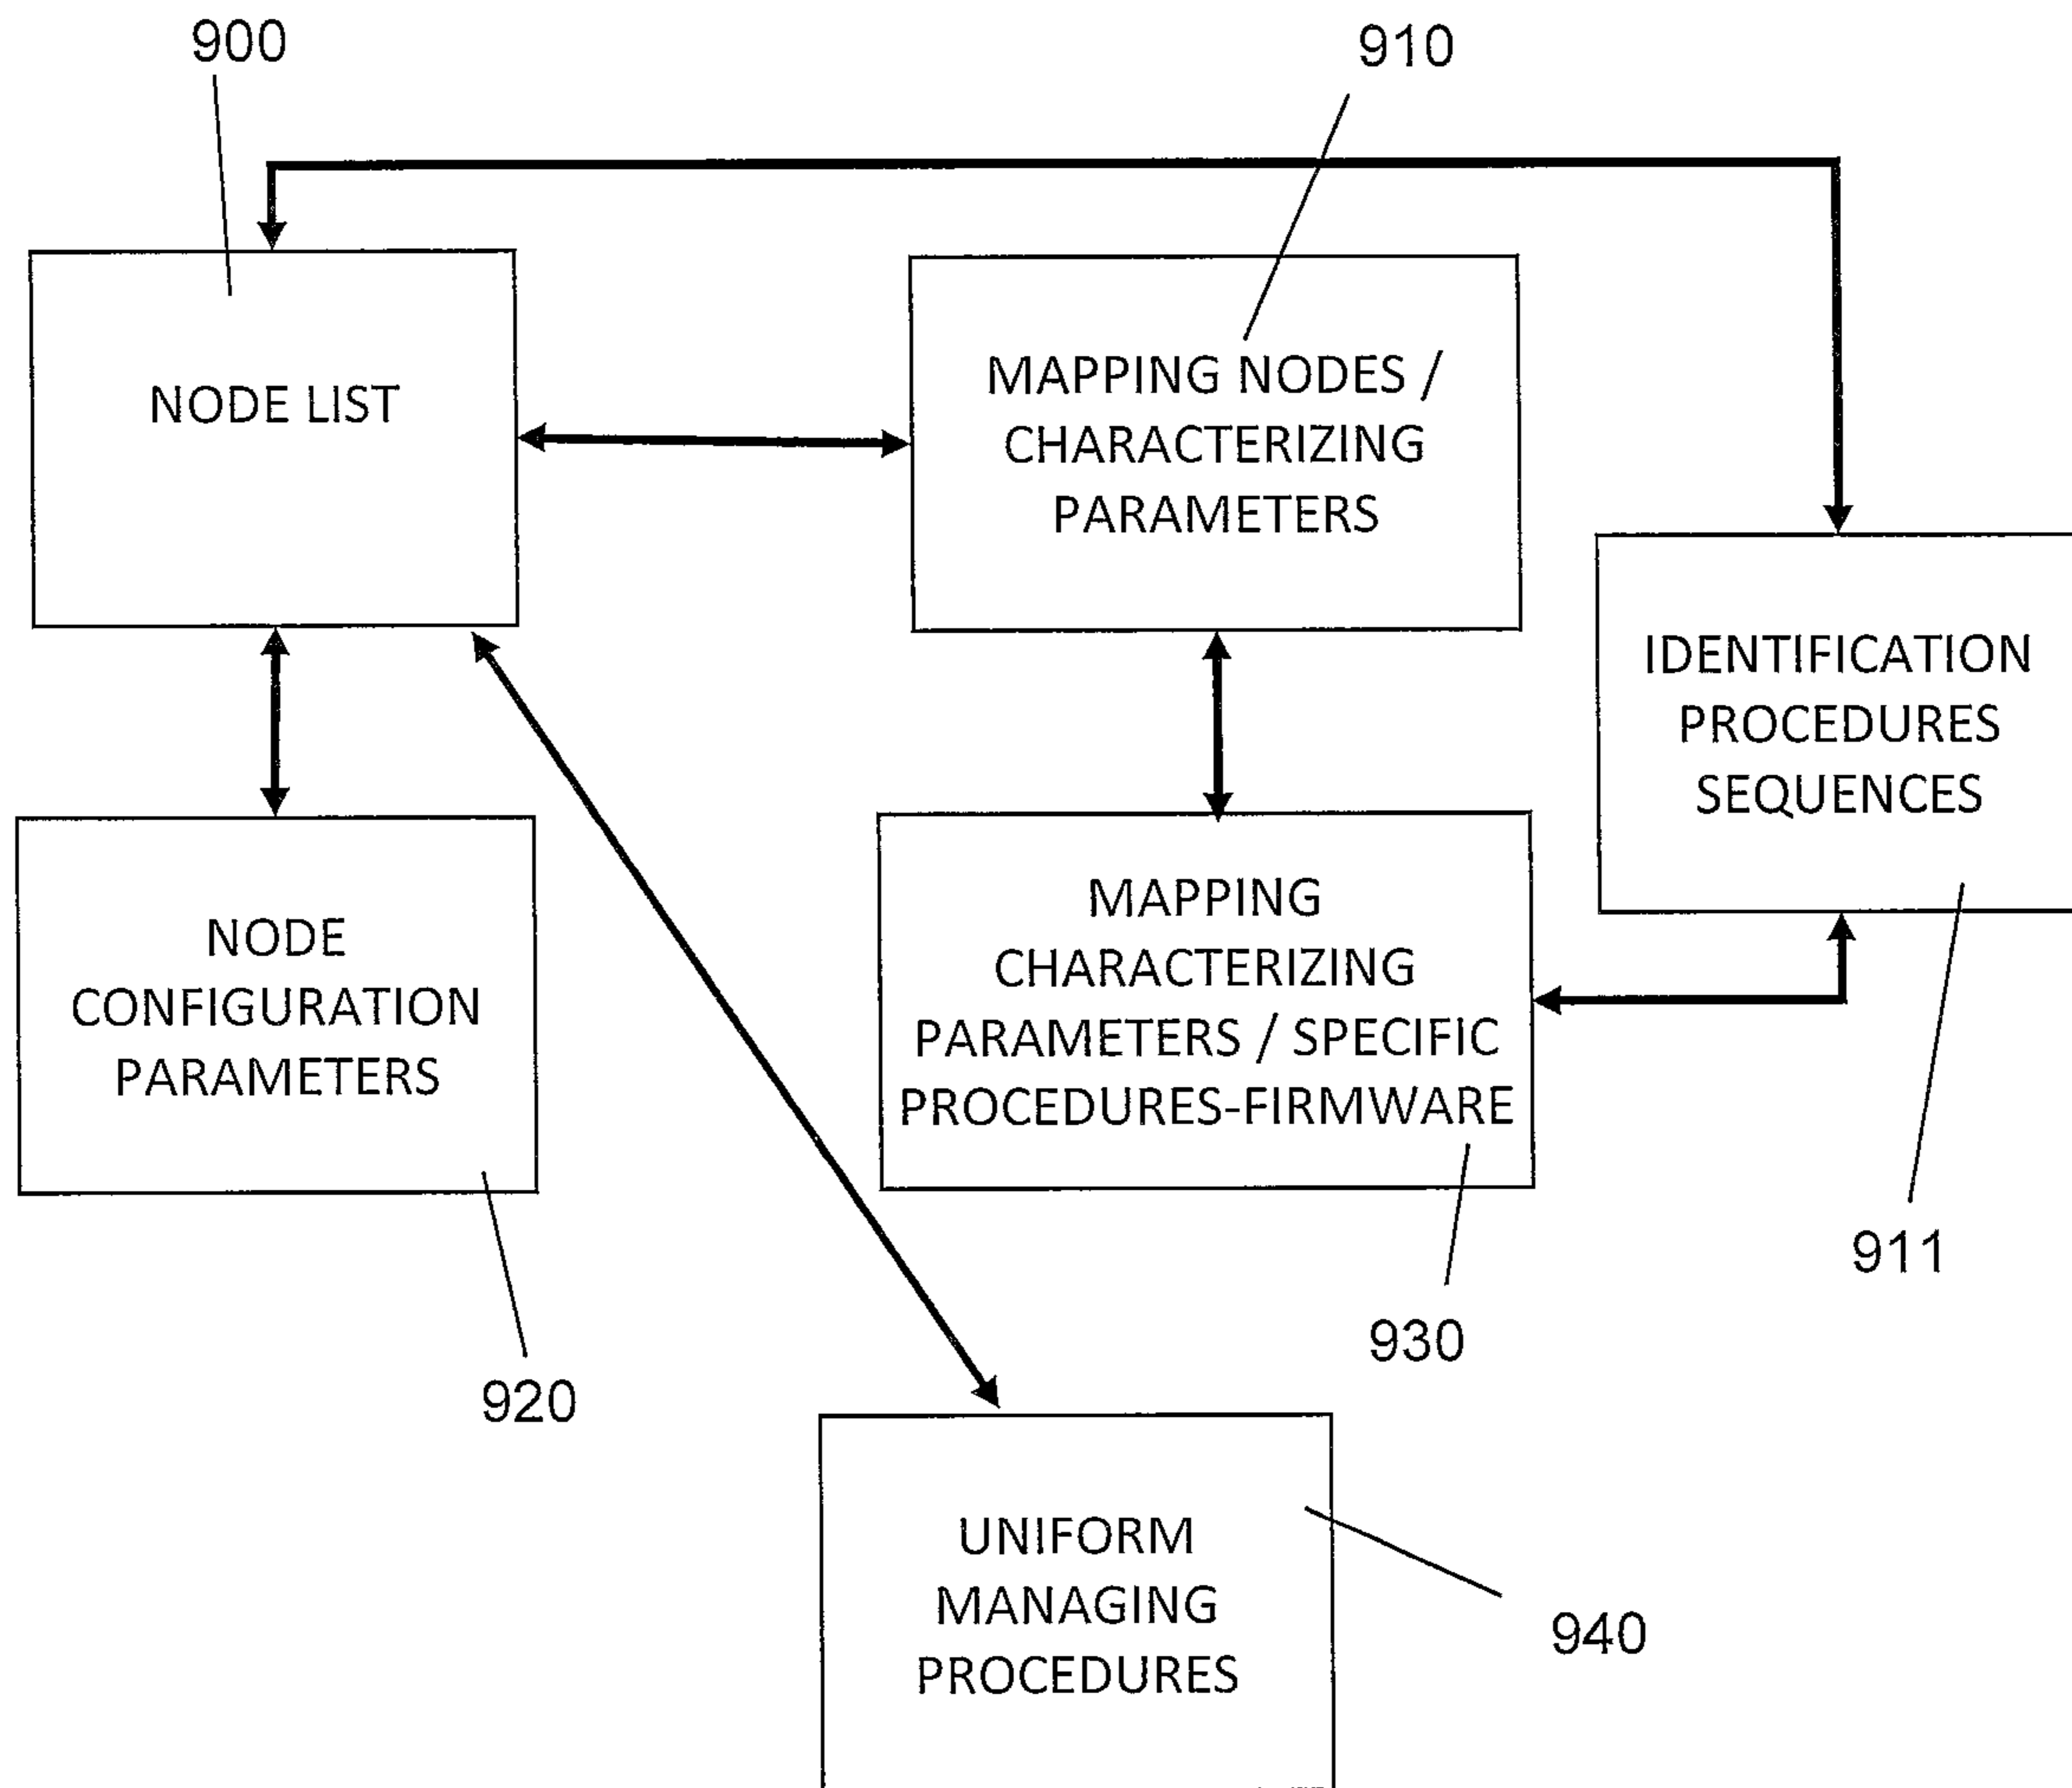 900
910
NODE LIST
MAPPING NODES /
CHARACTERIZING
PARAMETERS
IDENTIFICATION
PROCEDURES
SEQUENCES
NODE
CONFIGURATION
PARAMETERS
MAPPING
CHARACTERIZING
PARAMETERS / SPECIFIC
PROCEDURES-FIRMWARE
911
930
920
UNIFORM
MANAGING
PROCEDURES
940